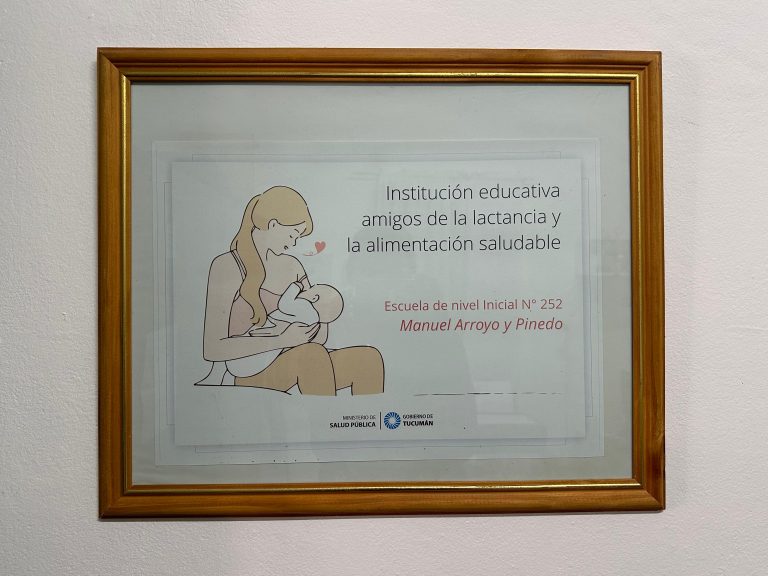 Institución educativa
amigos de la lactancia y
la alimentación saludable
Escuela de nivel Inicial N° 252
Manuel Arroyo y Pinedo
MINISTERIO DE
SALUD PÚBLICA
GOBIERNO DE
TUCUMÁN